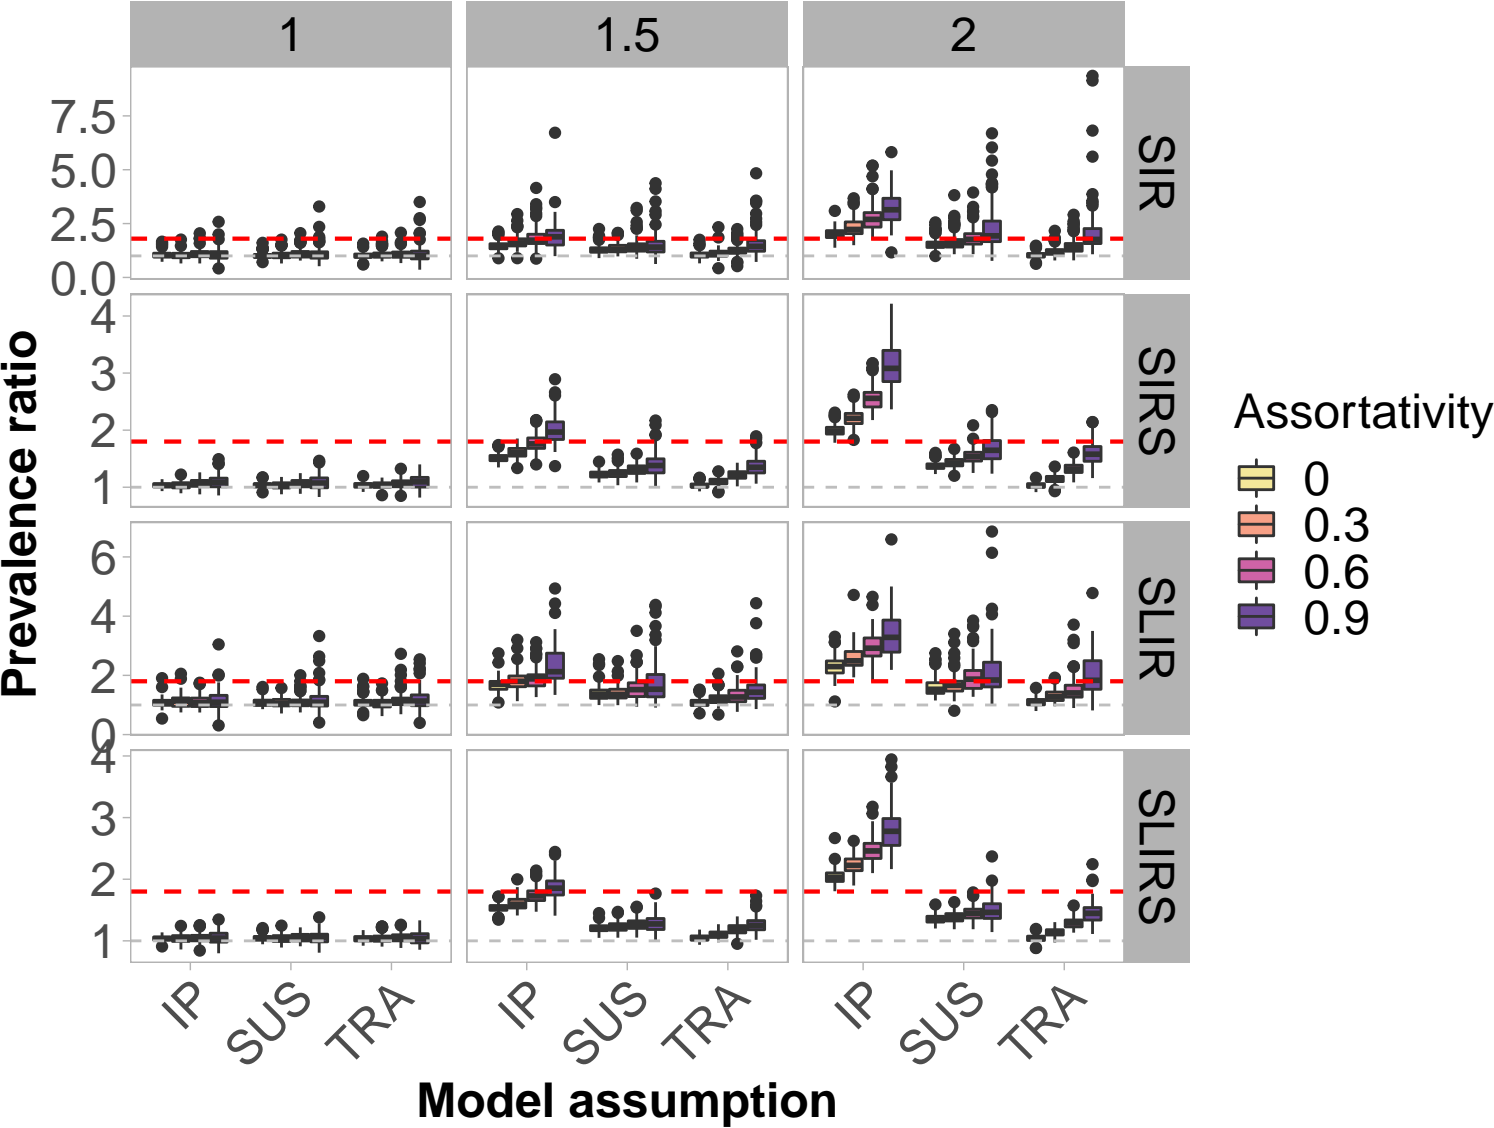 1 1.5 2
7.5
5.0
2.5
0.0
SIR
4
3
2
1
SIRS
6
4
2
0
SLIR
4
3
2
1
SLIRS
Prevalence ratio
IP SUS TRA IP SUS TRA IP SUS TRA
Model assumption
Assortativity
0
0.3
0.6
0.9